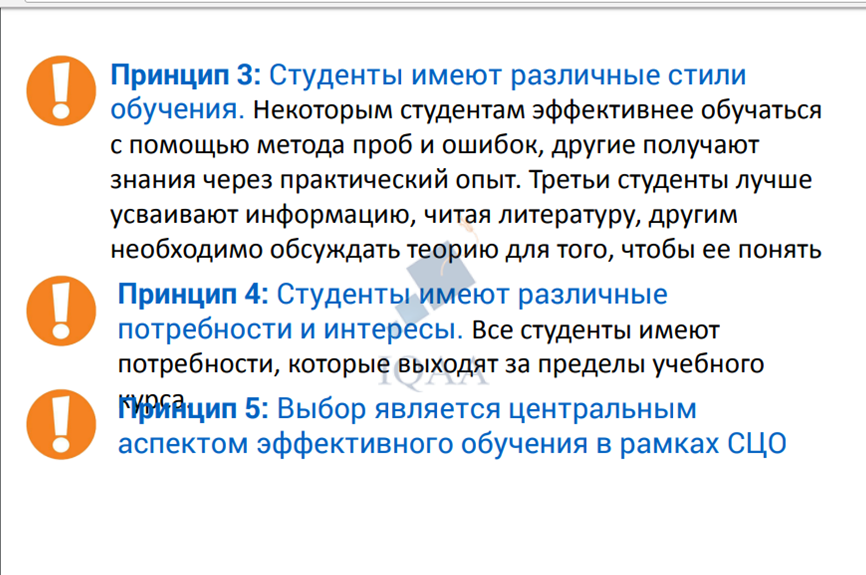 Принцип 3: Студенты имеют различные стили
обучения. Некоторым студентам эффективнее обучаться
с помощью метода проб и ошибок, другие получают
знания через практический опыт. Третьи студенты лучше
усваивают информацию, читая литературу, другим
необходимо обсуждать теорию для того, чтобы ее понять
Принцип 4: Студенты имеют различные
потребности и интересы. Все студенты имеют
потребности, которые выходят за пределы учебного
курса.
Принцип 5: Выбор является центральным
аспектом эффективного обучения в рамках СЦО
IQAA